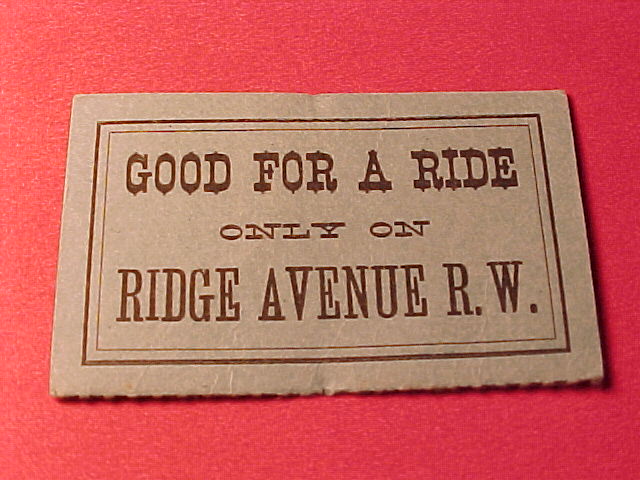 GOOD FOR A RIDE
ONLY ON
RIDGE AVENUE R. W.